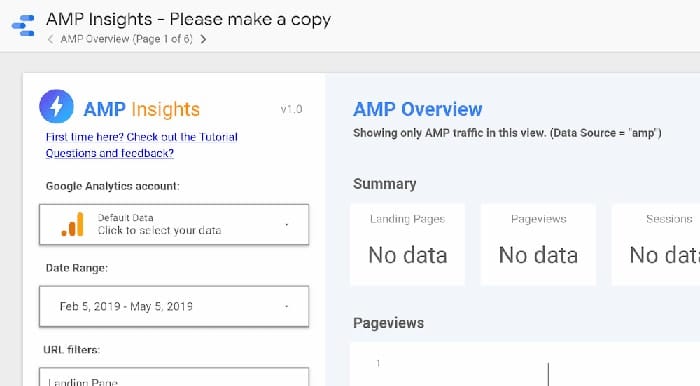 AMP Insights - Please make a copy
AMP Overview (Page 1 of 6)
AMP Insights
v1.0
First time here? Check out the Tutorial
Questions and feedback?
Google Analytics account:
Default Data
Click to select your data
Date Range:
Feb 5, 2019 - May 5, 2019
URL filters:
Landing Page
AMP Overview
Showing only AMP traffic in this view. (Data Source = "amp")
Summary
Landing Pages
No data
Pageviews
No data
Sessions
No data
Pageviews
1